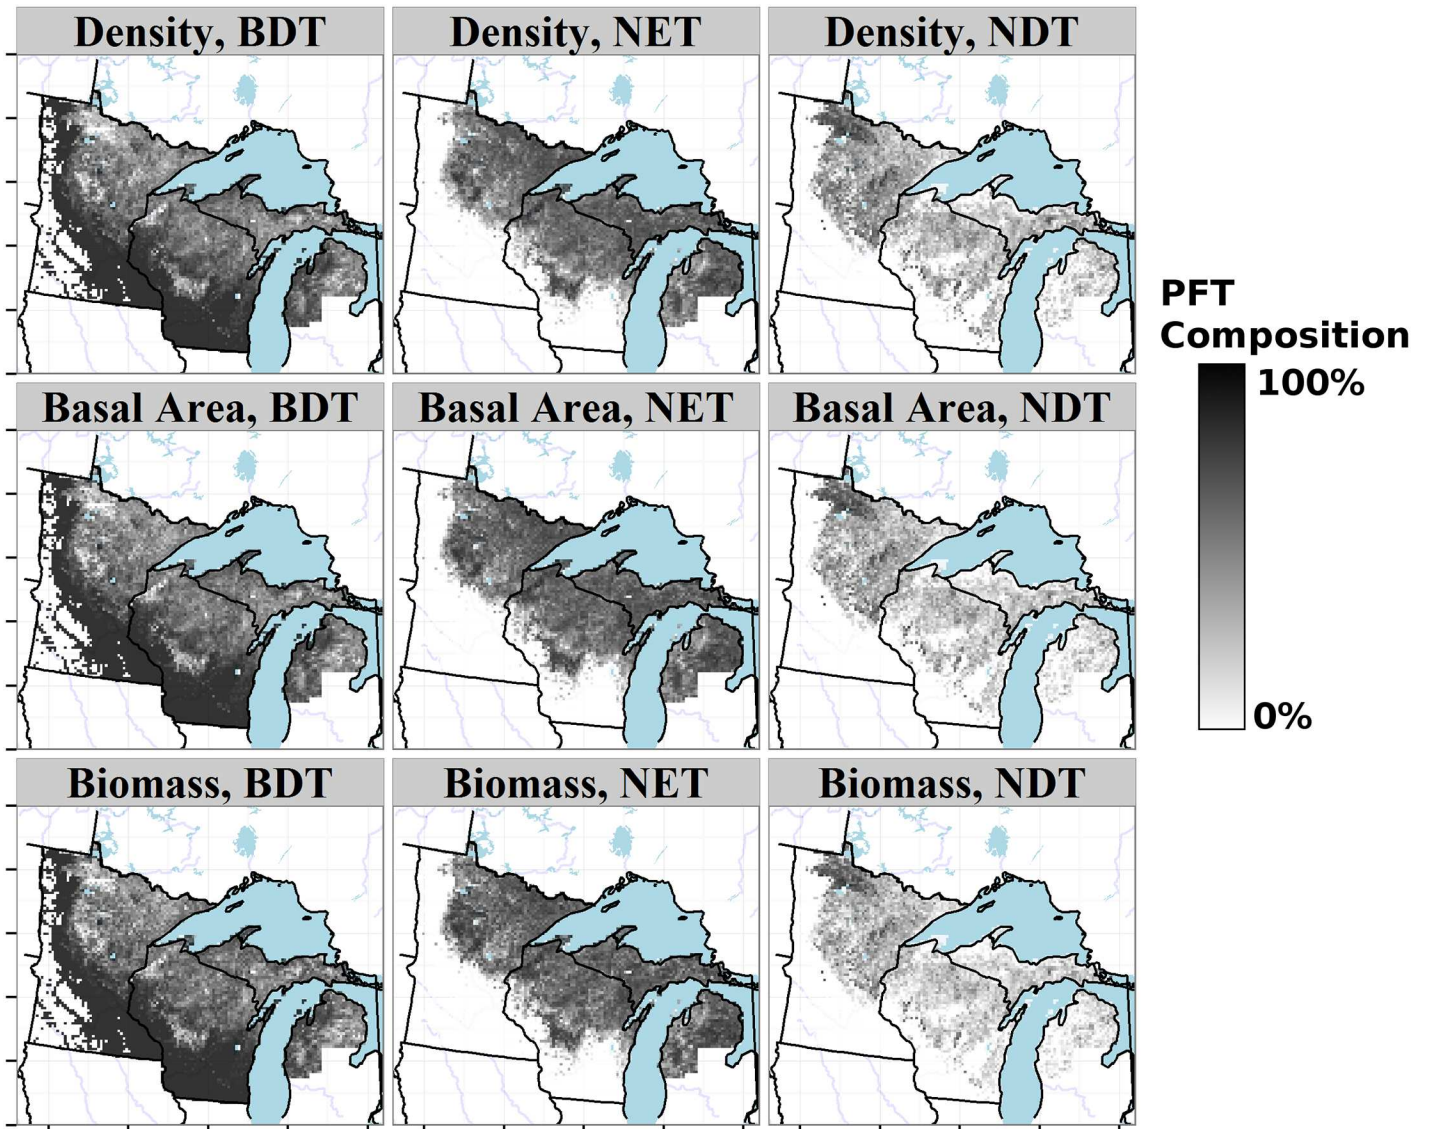 Density, BDT
Density, NET
Density, NDT
Basal Area, BDT
Basal Area, NET
Basal Area, NDT
Biomass, BDT
Biomass, NET
Biomass, NDT
PFT
Composition
100%
0%